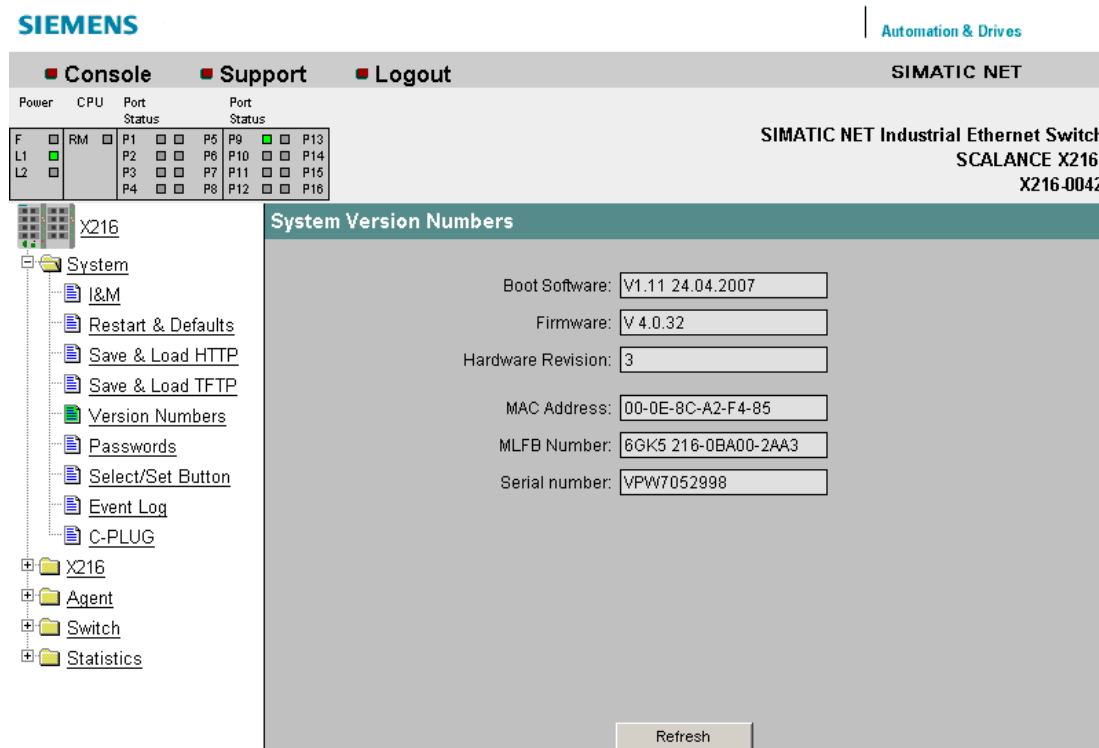 SIEMENS
Automation & Drives
Console Support Logout SIMATIC NET
Power CPU Port Status Port Status
F RM P1 P5 P9 P13
L1 P2 P6 P10 P14
L2 P3 P7 P11 P15
P4 P8 P12 P16
SIMATIC NET Industrial Ethernet Switch
SCALANCE X216
X216-0042
X216
System
I&M
Restart & Defaults
Save & Load HTTP
Save & Load TFTP
Version Numbers
Passwords
Select/Set Button
Event Log
C-PLUG
X216
Agent
Switch
Statistics
System Version Numbers
Boot Software: V1.11 24.04.2007
Firmware: V 4.0.32
Hardware Revision: 3
MAC Address: 00-0E-8C-A2-F4-85
MLFB Number: 6GK5 216-0BA00-2AA3
Serial number: VPW7052998
Refresh